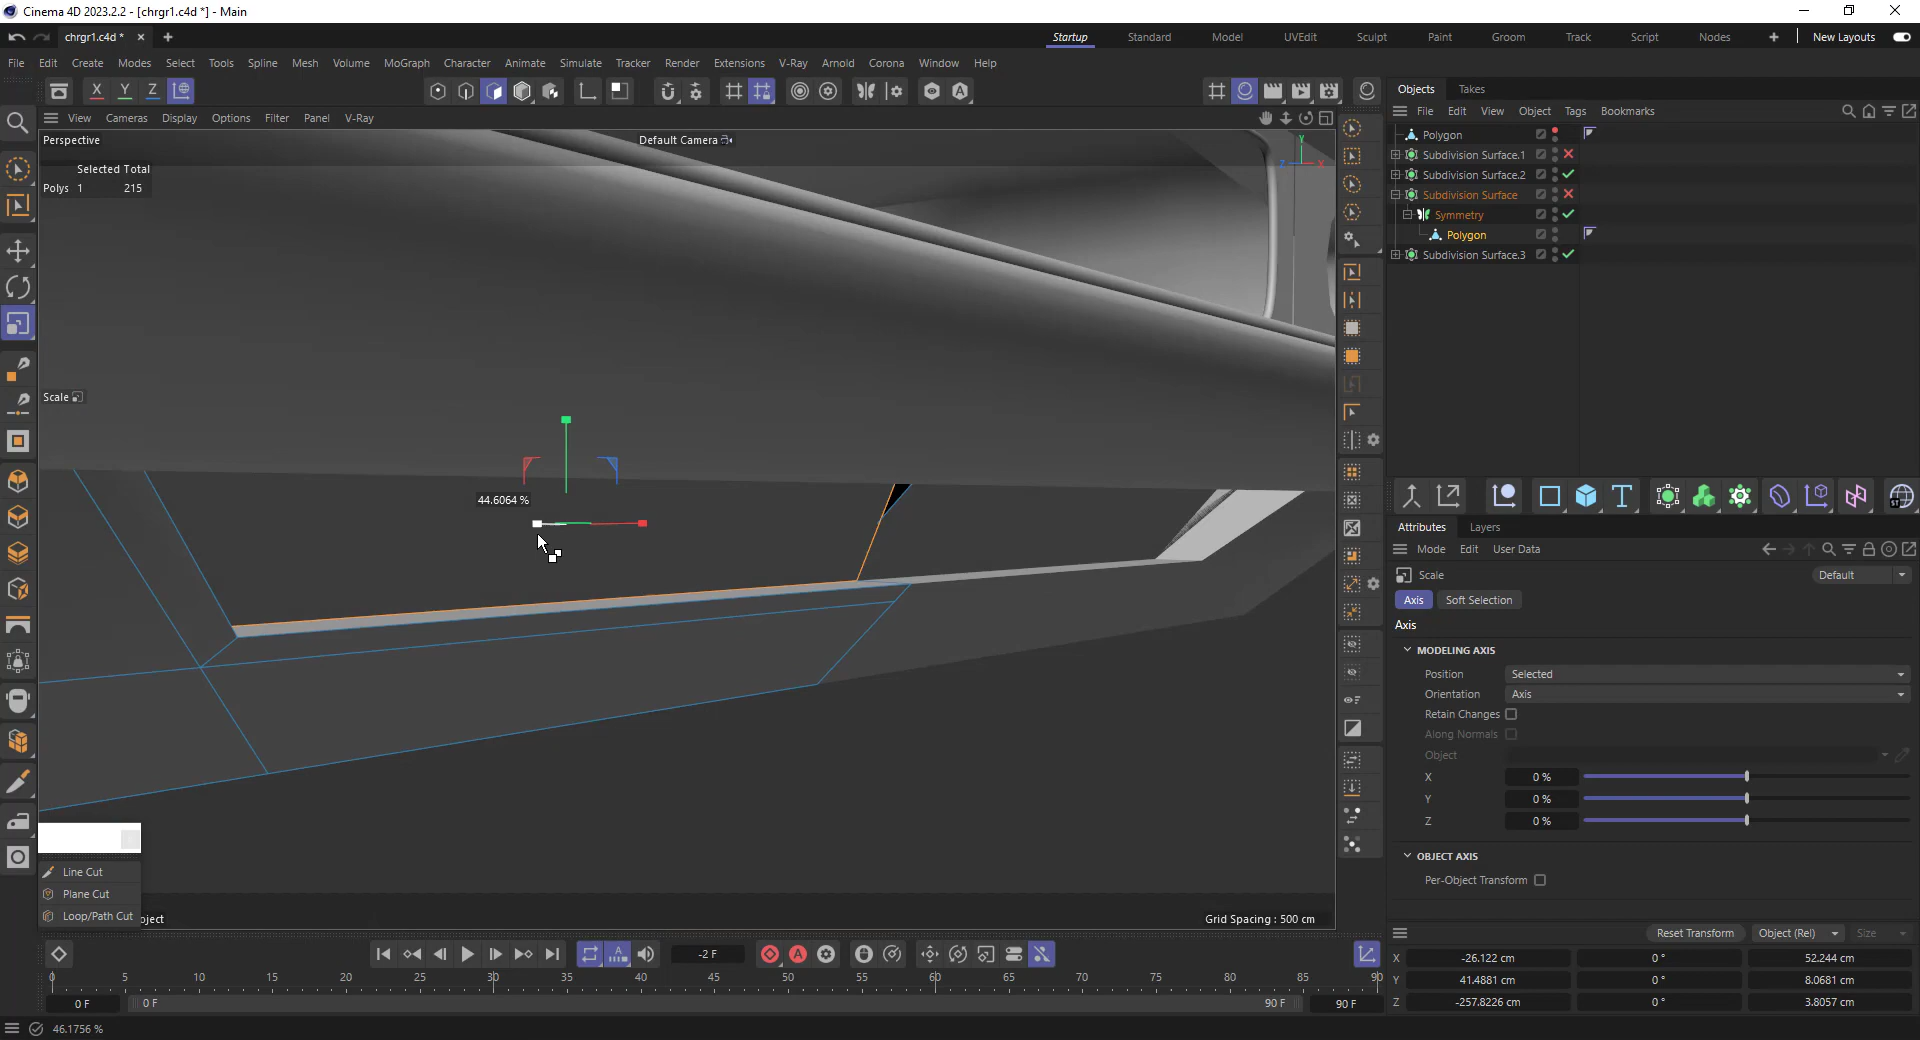 Cinema 4D 2023.2.2 - [chrgr1.c4d *] - Main
chrgr1.c4d *
Startup Standard Model UVEdit Sculpt Paint Groom Track Script Nodes New Layouts
File Edit Create Modes Select Tools Spline Mesh Volume MoGraph Character Animate Simulate Tracker Render Extensions V-Ray Arnold Corona Window Help
X Y Z
Objects Takes
View Cameras Display Options Filter Panel V-Ray
File Edit View Object Tags Bookmarks
Perspective
Default Camera
Y
Z X
Selected Total
Polys 1 215
Polygon
Subdivision Surface.1
Subdivision Surface.2
Subdivision Surface
Symmetry
Polygon
Subdivision Surface.3
Scale
44.6064 %
Attributes Layers
Mode Edit User Data
Scale
Default
Axis Soft Selection
Axis
MODELING AXIS
Position Selected
Orientation Axis
Retain Changes
Along Normals
Object
X 0 %
Y 0 %
Z 0 %
OBJECT AXIS
Per-Object Transform
Line Cut
Plane Cut
Loop/Path Cut
oject
Grid Spacing : 500 cm
-2 F
0 5 10 15 20 25 30 35 40 45 50 55 60 65 70 75 80 85 90
0 F 0 F 90 F 90 F
Reset Transform Object (Rel) Size
X -26.122 cm 0 ° 52.244 cm
Y 41.4881 cm 0 ° 8.0681 cm
Z -257.8226 cm 0 ° 3.8057 cm
46.1756 %